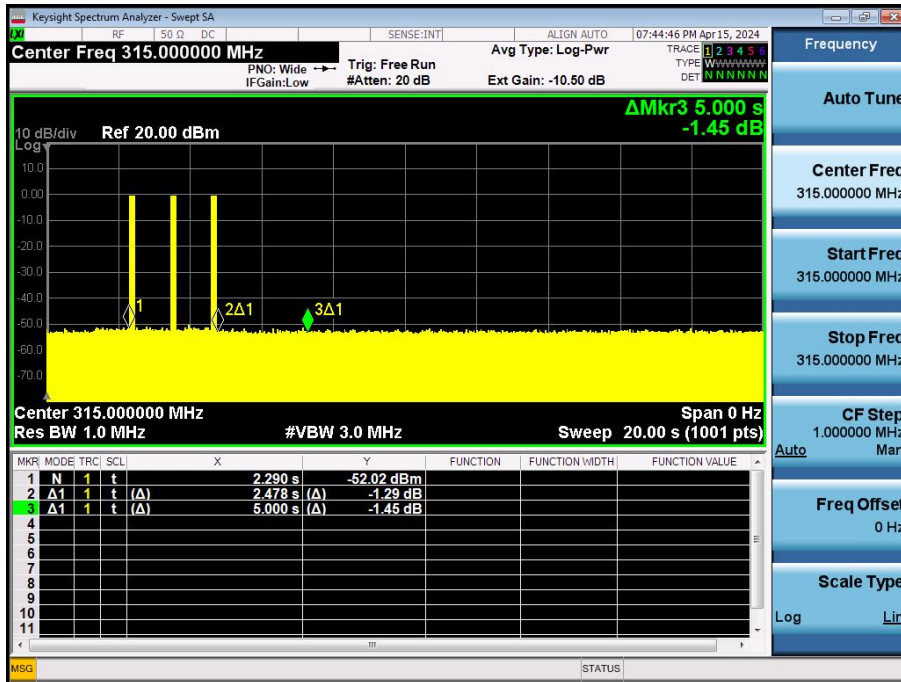 Keysight Spectrum Analyzer - Swept SA
LXI RF 50 Ω DC SENSE:INT ALIGN AUTO 07:44:46 PM Apr 15, 2024
Center Freq 315.000000 MHz
PNO: Wide
IFGain:Low
Trig: Free Run
#Atten: 20 dB
Avg Type: Log-Pwr
Ext Gain: -10.50 dB
TRACE 1 2 3 4 5 6
TYPE WWWWWW
DET N N N N N N
ΔMkr3 5.000 s
-1.45 dB
10 dB/div Ref 20.00 dBm
Log
10.0
0.00
-10.0
-20.0
-30.0
-40.0
-50.0
-60.0
-70.0
1
2Δ1
3Δ1
Center 315.000000 MHz Span 0 Hz
Res BW 1.0 MHz #VBW 3.0 MHz Sweep 20.00 s (1001 pts)
MKR MODE TRC SCL X Y FUNCTION FUNCTION WIDTH FUNCTION VALUE
1 N 1 t 2.290 s -52.02 dBm
2 Δ1 1 t (Δ) 2.478 s (Δ) -1.29 dB
3 Δ1 1 t (Δ) 5.000 s (Δ) -1.45 dB
4
5
6
7
8
9
10
11
MSG STATUS
Frequency
Auto Tune
Center Freq
315.000000 MHz
Start Freq
315.000000 MHz
Stop Freq
315.000000 MHz
CF Step
1.000000 MHz
Auto Man
Freq Offset
0 Hz
Scale Type
Log Lin